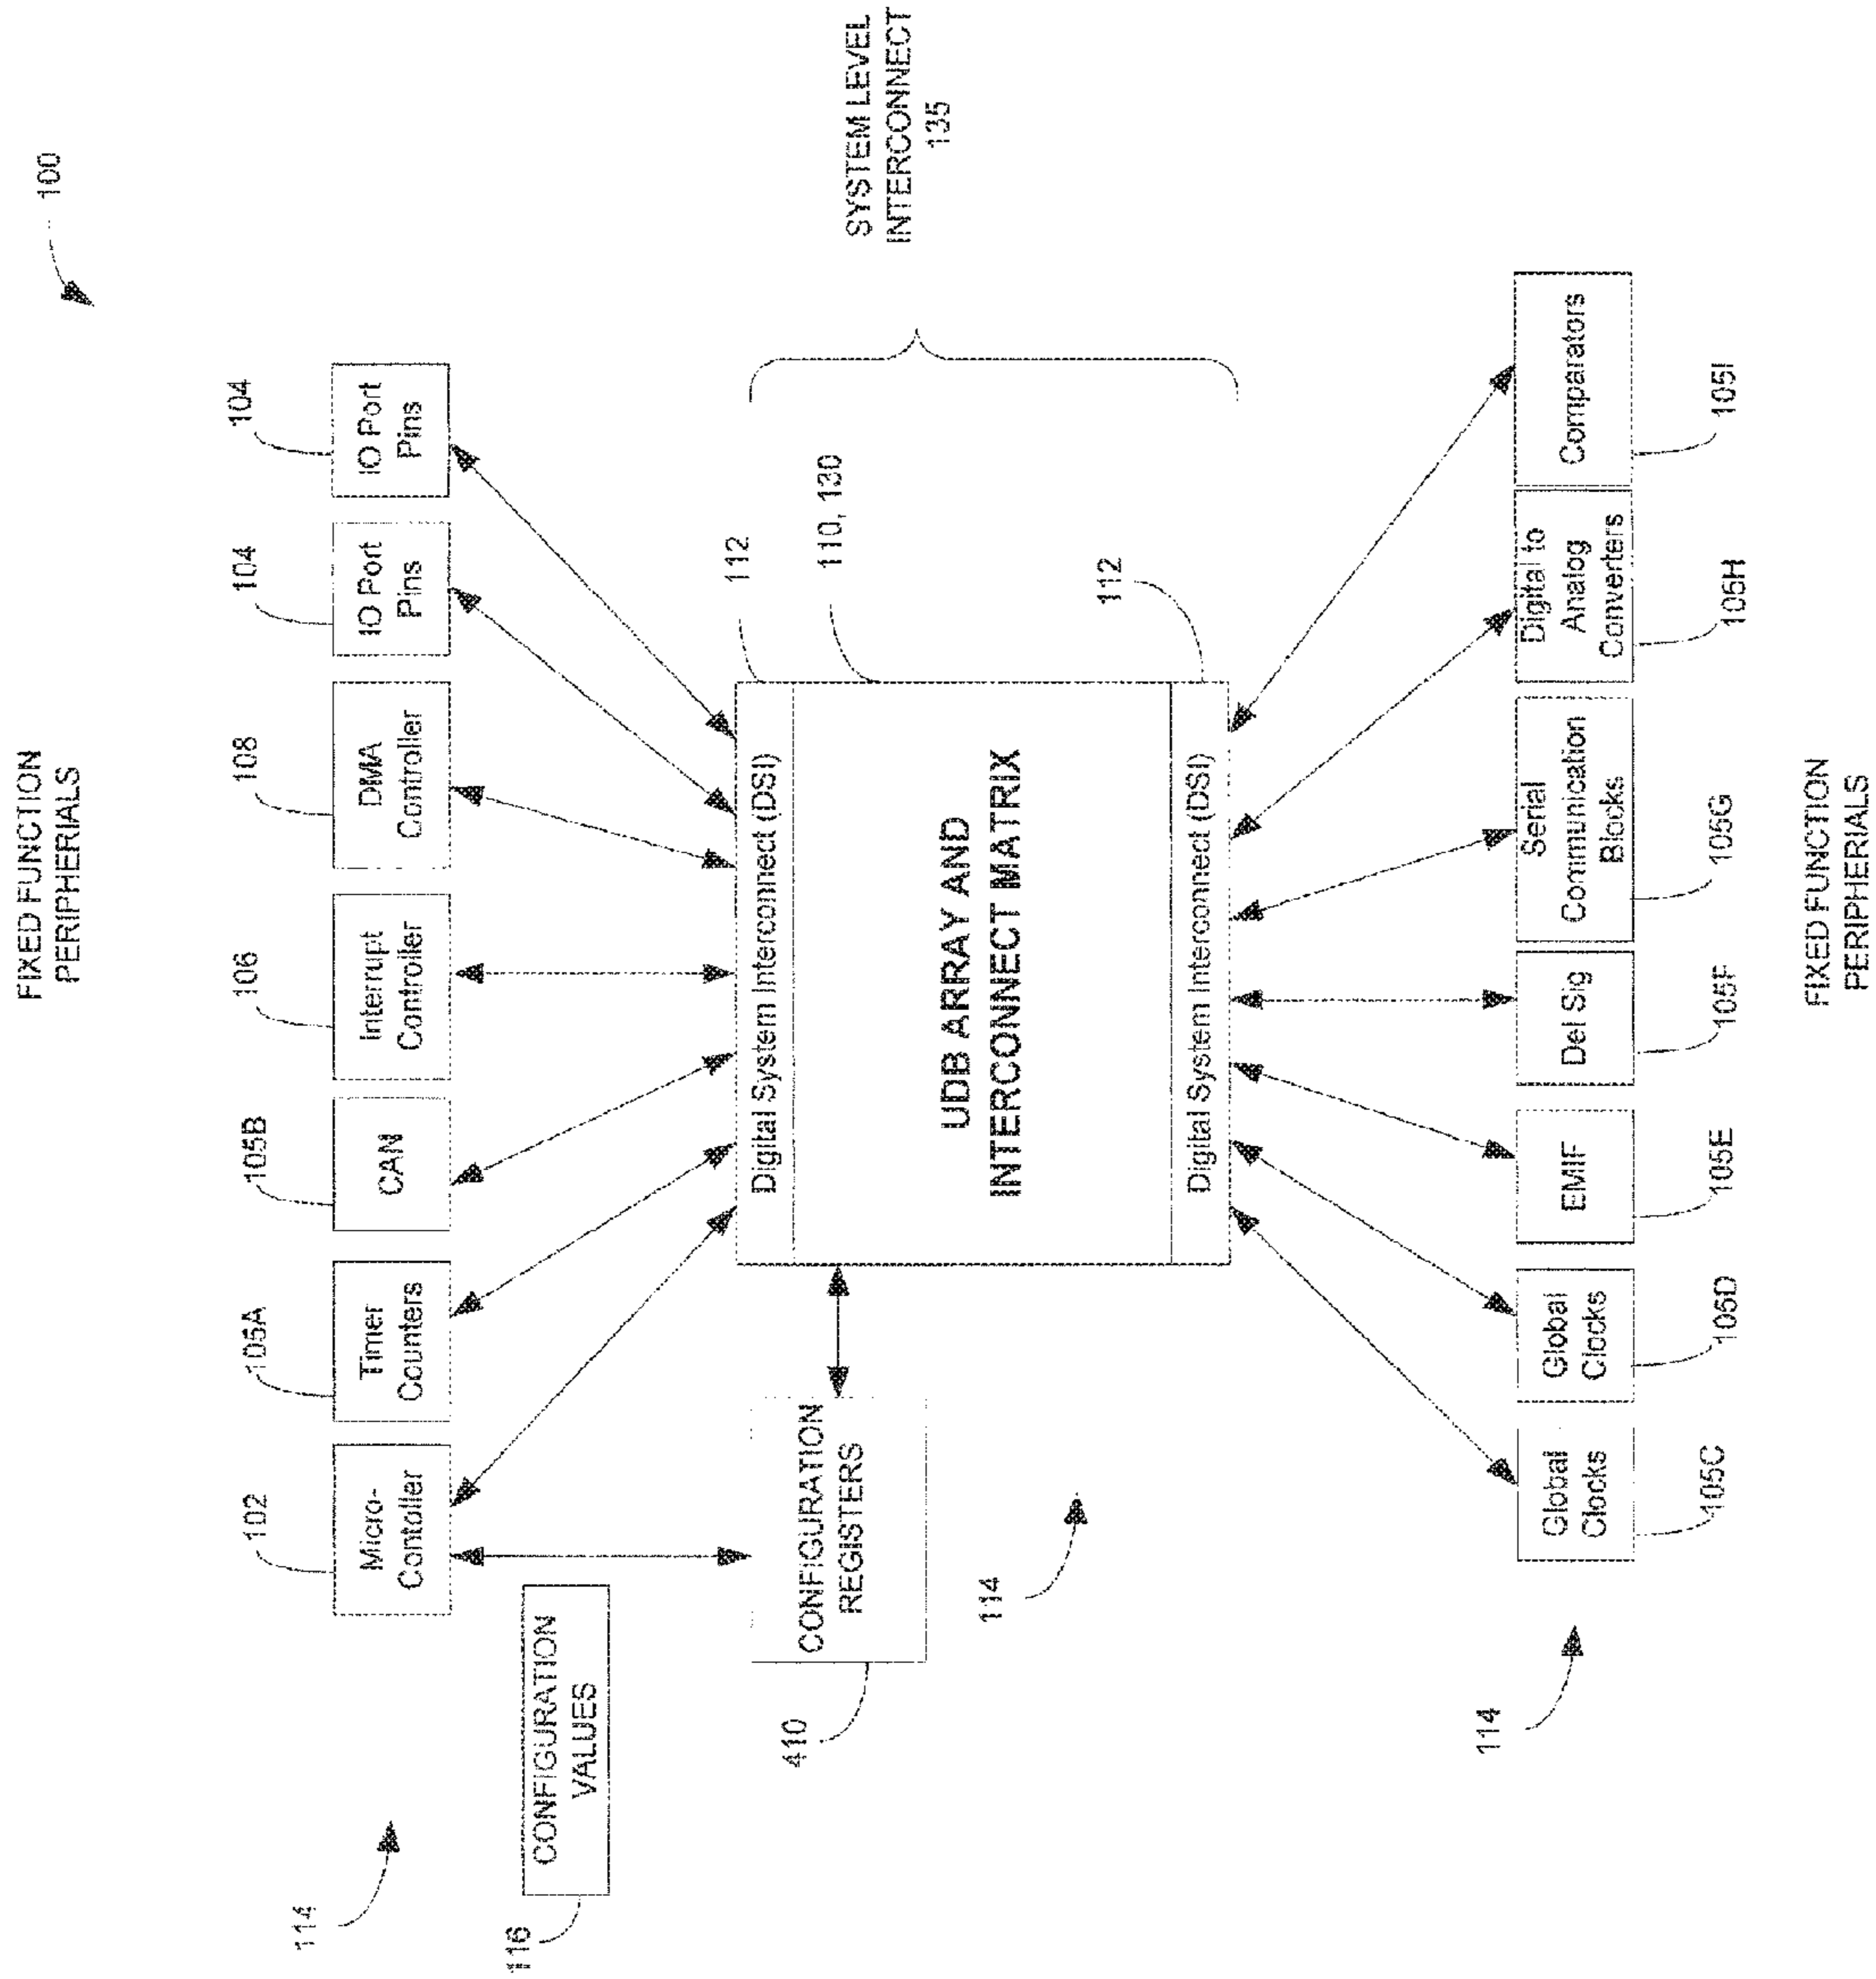 100
FIXED FUNCTION
PERIPHERIALS
102
105A
105B
106
108
104
104
Micro-
Contoller
Timer
Counters
CAN
Interrupt
Controller
DMA
Controller
IO Port
Pins
IO Port
Pins
114
CONFIGURATION
VALUES
116
112
Digital System Interconnect (DSI)
CONFIGURATION
REGISTERS
410
110, 130
UDB ARRAY AND
INTERCONNECT MATRIX
SYSTEM LEVEL
INTERCONNECT
135
114
112
Digital System Interconnect (DSI)
114
Global
Clocks
Global
Clocks
EMIF
Del Sig
Serial
Communication
Blocks
Digital to
Analog
Converters
Comparators
105C
105D
105E
105F
105G
105H
105I
FIXED FUNCTION
PERIPHERIALS